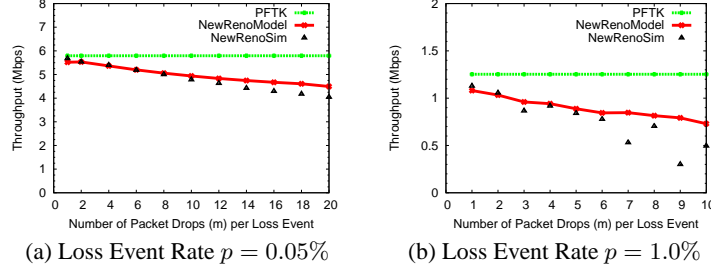 PFTK
NewRenoModel
NewRenoSim
Throughput (Mbps)
8
7
6
5
4
3
2
1
0
0 2 4 6 8 10 12 14 16 18 20
Number of Packet Drops (m) per Loss Event
(a) Loss Event Rate p = 0.05%
PFTK
NewRenoModel
NewRenoSim
Throughput (Mbps)
2
1.5
1
0.5
0
0 1 2 3 4 5 6 7 8 9 10
Number of Packet Drops (m) per Loss Event
(b) Loss Event Rate p = 1.0%